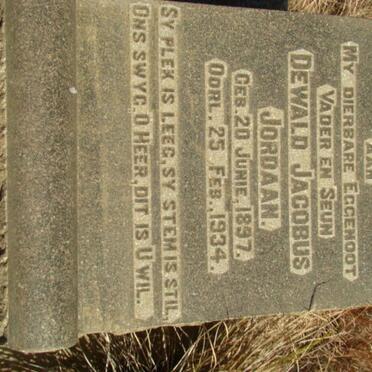 MY DIERBARE EGGENOOT
VADER EN SEUN
DEWALD JACOBUS
JORDAAN,
GEB. 20 JUNIE, 1897.
OORL. 25 FEB. 1934.
SY PLEK IS LEEG, SY STEM IS STIL,
ONS SWYG, O HEER, DIT IS U WIL.